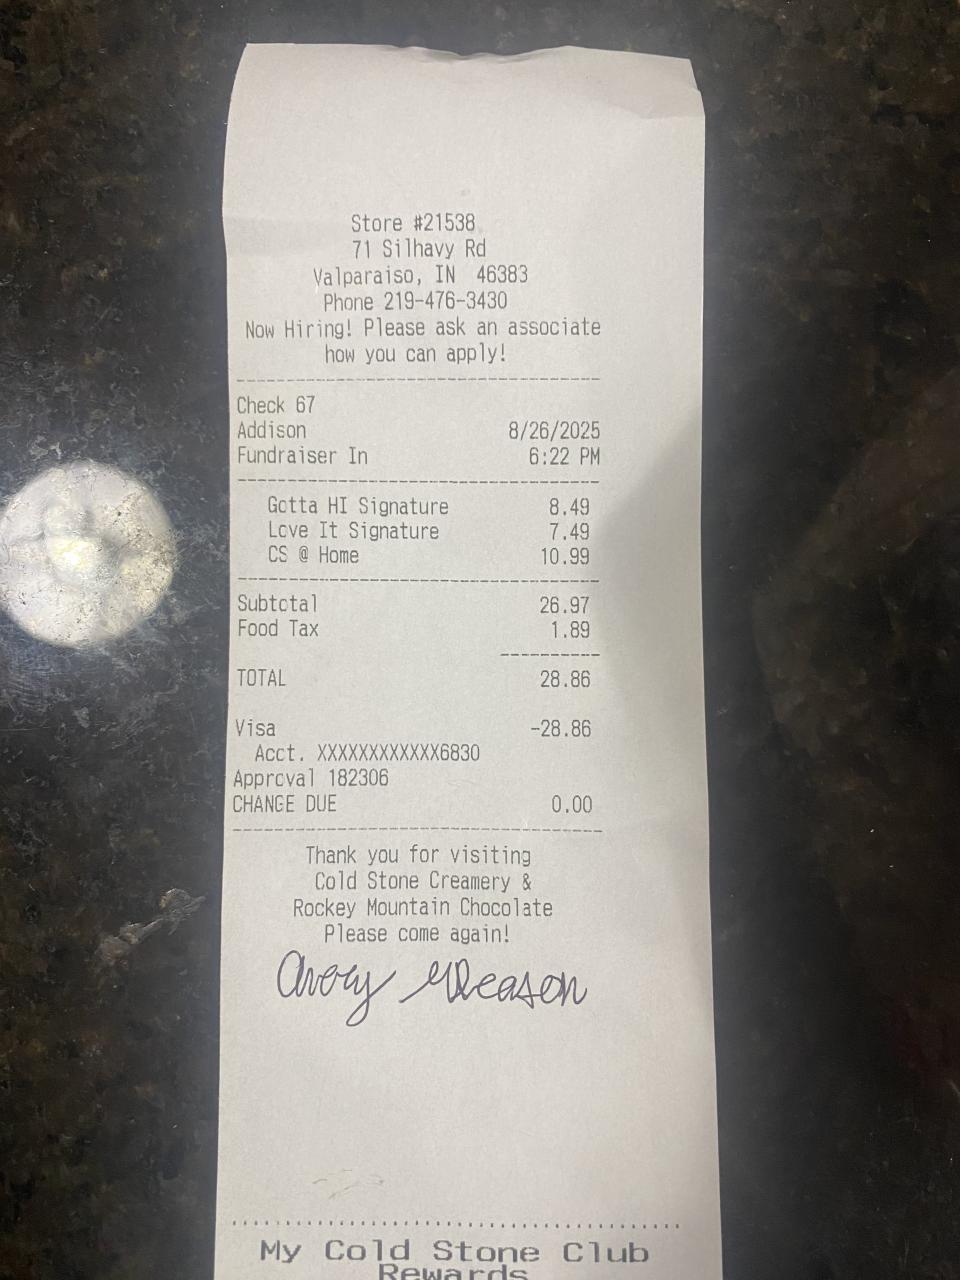 Store #21538
71 Silhavy Rd
Valparaiso, IN 46383
Phone 219-476-3430
Now Hiring! Please ask an associate
how you can apply!
Check 67
Addison 8/26/2025
Fundraiser In 6:22 PM
Gotta HI Signature 8.49
Love It Signature 7.49
CS @ Home 10.99
Subtotal 26.97
Food Tax 1.89
TOTAL 28.86
Visa -28.86
Acct. XXXXXXXXXXXX6830
Approval 182306
CHANGE DUE 0.00
Thank you for visiting
Cold Stone Creamery &
Rockey Mountain Chocolate
Please come again!
Avery Gleason
My Cold Stone Club
Rewards